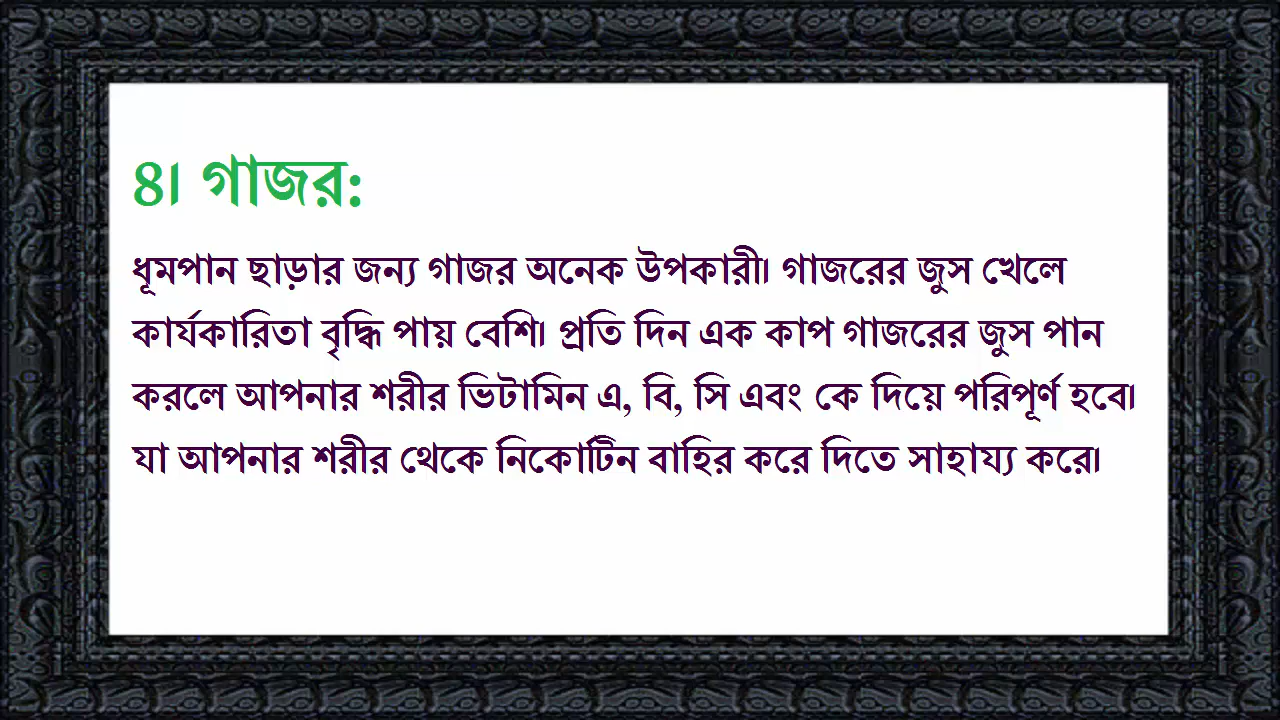 ৪। গাজর:
ধূমপান ছাড়ার জন্য গাজর অনেক উপকারী। গাজরের জুস খেলে
কার্যকারিতা বৃদ্ধি পায় বেশি। প্রতি দিন এক কাপ গাজরের জুস পান
করলে আপনার শরীর ভিটামিন এ, বি, সি এবং কে দিয়ে পরিপূর্ণ হবে।
যা আপনার শরীর থেকে নিকোটিন বাহির করে দিতে সাহায্য করে।